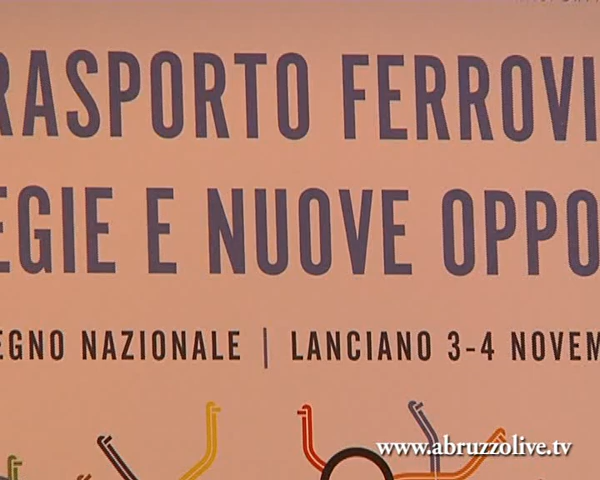 RASPORTO FERROVI
EGIE E NUOVE OPPO
EGNO NAZIONALE | LANCIANO 3-4 NOVEM
www.abruzzolive.tv